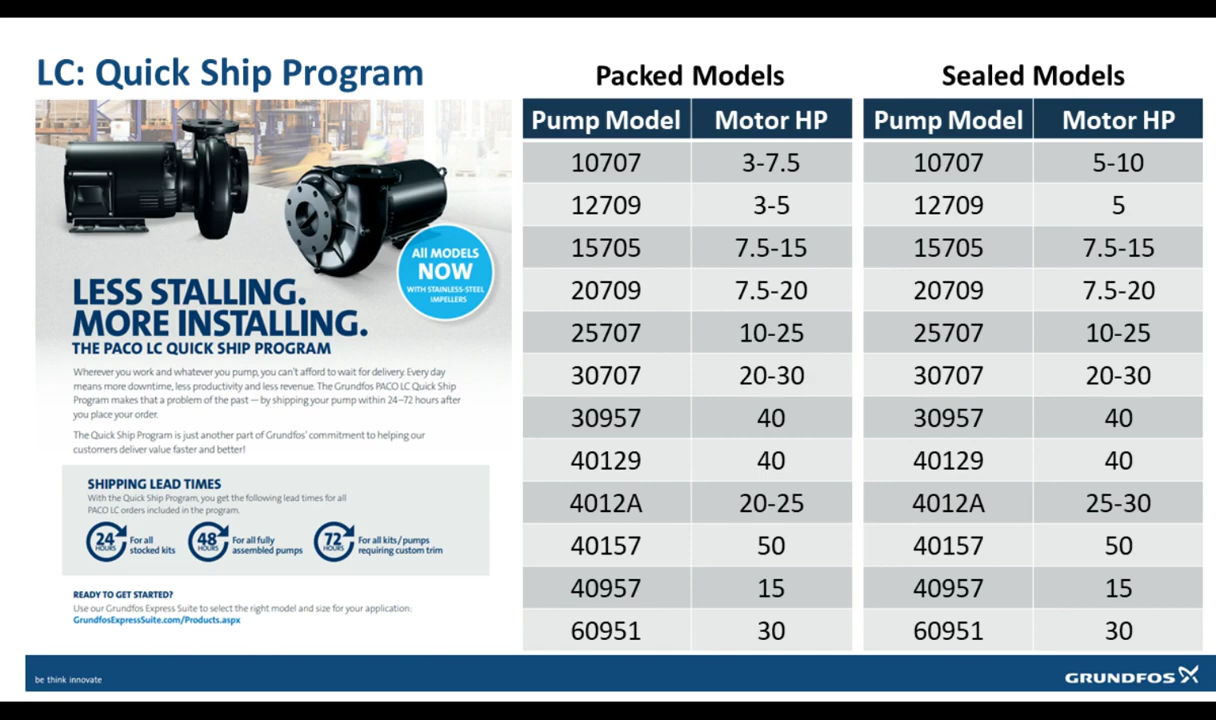 LC: Quick Ship Program
All MODELS
NOW
WITH STAINLESS-STEEL
IMPELLERS
LESS STALLING.
MORE INSTALLING.
THE PACO LC QUICK SHIP PROGRAM
Wherever you work and whatever you pump, you can't afford to wait for delivery. Every day
means more downtime, less productivity and less revenue. The Grundfos PACO LC Quick Ship
Program makes that a problem of the past — by shipping your pump within 24–72 hours after
you place your order.
The Quick Ship Program is just another part of Grundfos' commitment to helping our
customers deliver value faster and better!
SHIPPING LEAD TIMES
With the Quick Ship Program, you get the following lead times for all
PACO LC orders included in the program.
24 HOURS For all stocked kits
48 HOURS For all fully assembled pumps
72 HOURS For all kits/pumps requiring custom trim
READY TO GET STARTED?
Use our Grundfos Express Suite to select the right model and size for your application:
GrundfosExpressSuite.com/Products.aspx
Packed Models
Pump Model Motor HP
10707 3-7.5
12709 3-5
15705 7.5-15
20709 7.5-20
25707 10-25
30707 20-30
30957 40
40129 40
4012A 20-25
40157 50
40957 15
60951 30
Sealed Models
Pump Model Motor HP
10707 5-10
12709 5
15705 7.5-15
20709 7.5-20
25707 10-25
30707 20-30
30957 40
40129 40
4012A 25-30
40157 50
40957 15
60951 30
be think innovate
GRUNDFOS